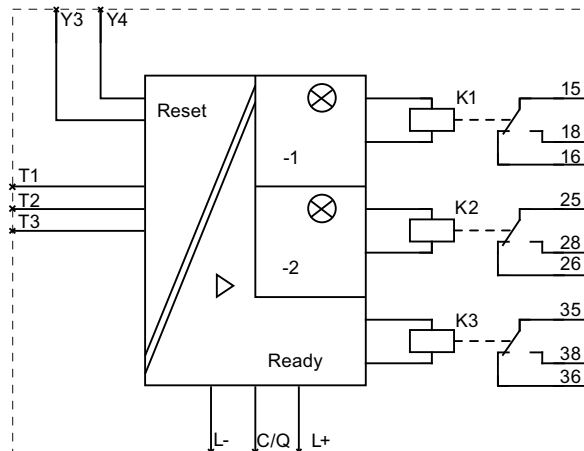 Y3 Y4
Reset
K1
15
18
16
-1
T1
T2
T3
K2
25
28
26
-2
K3
35
38
36
Ready
L- C/Q L+